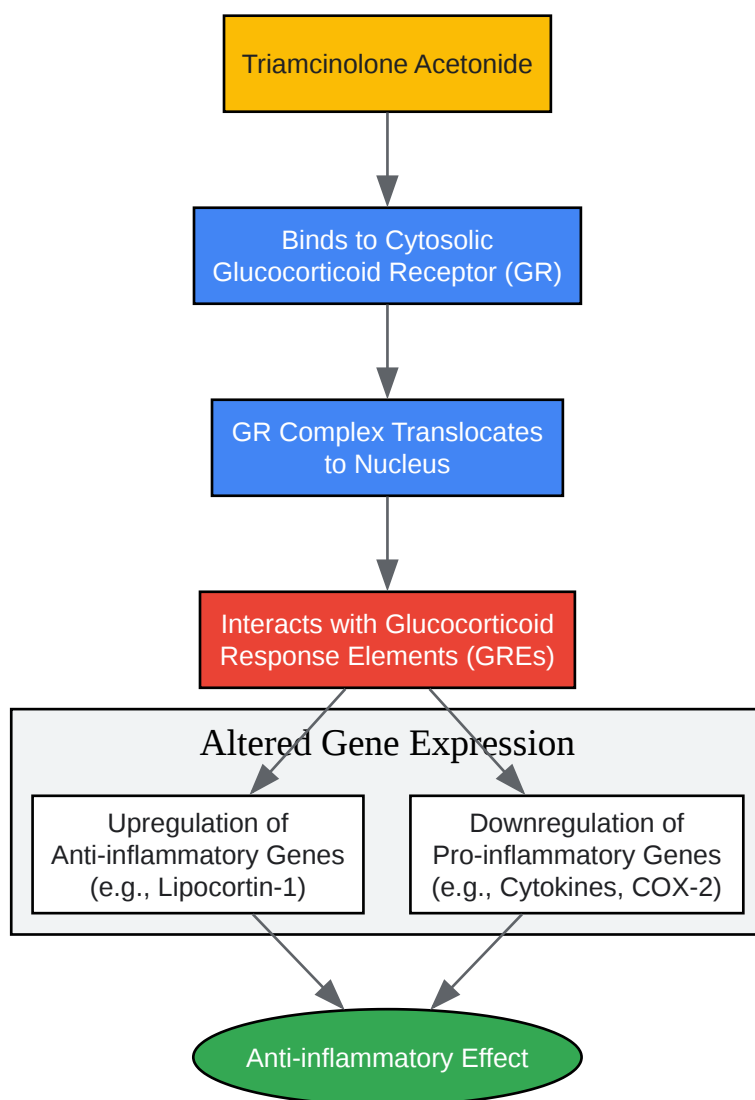 Triamcinolone Acetonide
Binds to Cytosolic
Glucocorticoid Receptor (GR)
GR Complex Translocates
to Nucleus
Interacts with Glucocorticoid
Response Elements (GREs)
Altered Gene Expression
Upregulation of
Anti-inflammatory Genes
(e.g., Lipocortin-1)
Downregulation of
Pro-inflammatory Genes
(e.g., Cytokines, COX-2)
Anti-inflammatory Effect